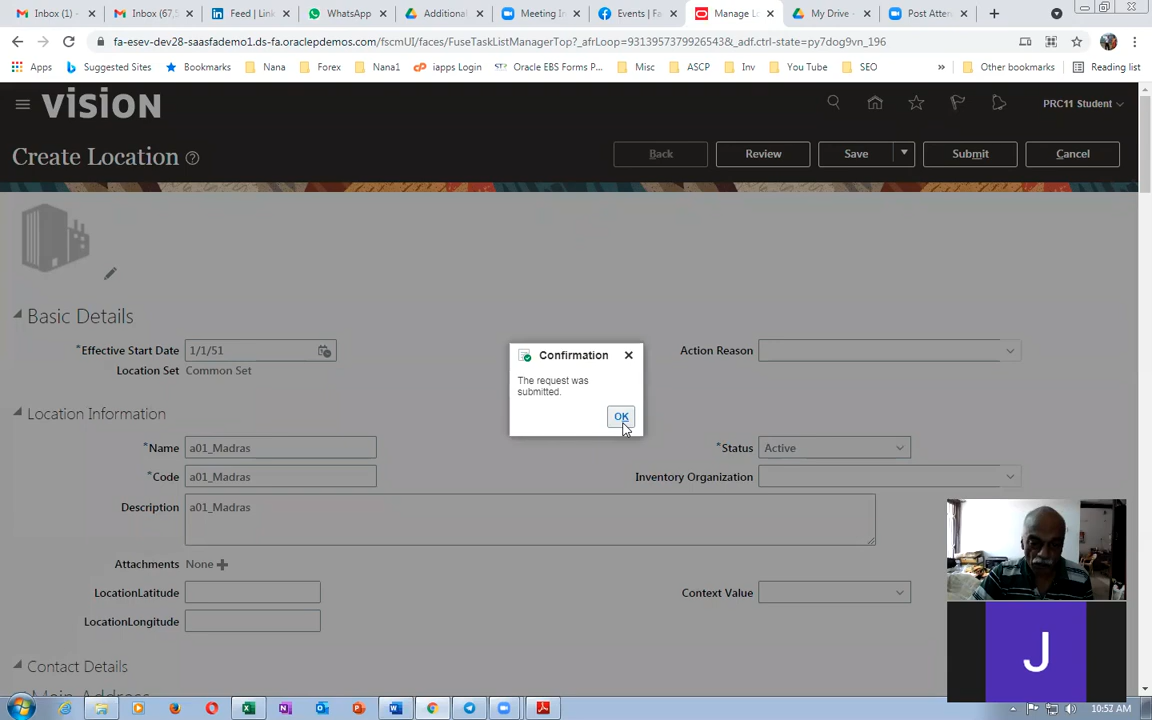 Inbox (1) -
Inbox (67,5
Feed | Link
WhatsApp
Additional
Meeting In
Events | Fa
Manage Lo
My Drive -
Post Atten
fa-esev-dev28-saasfademo1.ds-fa.oraclepdemos.com/fscmUI/faces/FuseTaskListManagerTop?_afrLoop=9313957379926543&_adf.ctrl-state=py7dog9vn_196
Apps
Suggested Sites
Bookmarks
Nana
Forex
Nana1
iapps Login
Oracle EBS Forms P...
Misc
ASCP
Inv
You Tube
SEO
»
Other bookmarks
Reading list
VISION
PRC11 Student
Create Location
Back
Review
Save
Submit
Cancel
Basic Details
*Effective Start Date 1/1/51
Action Reason
Location Set Common Set
Location Information
*Name a01_Madras
*Status Active
*Code a01_Madras
Inventory Organization
Description a01_Madras
Attachments None
LocationLatitude
Context Value
LocationLongitude
Contact Details
Main Address
Confirmation
The request was
submitted.
OK
J
10:52 AM